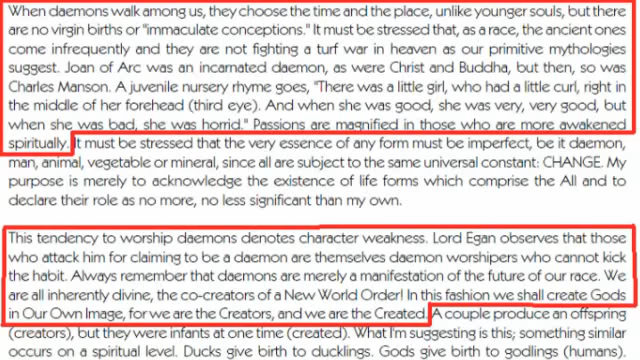 When daemons walk among us, they choose the time and the place, unlike younger souls, but there
are no virgin births or "immaculate conceptions." It must be stressed that, as a race, the ancient ones
come infrequently and they are not fighting a turf war in heaven as our primitive mythologies
suggest. Joan of Arc was an incarnated daemon, as were Christ and Buddha, but then, so was
Charles Manson. A juvenile nursery rhyme goes, "There was a little girl, who had a little curl, right in
the middle of her forehead (third eye). And when she was good, she was very, very good, but
when she was bad, she was horrid." Passions are magnified in those who are more awakened
spiritually. It must be stressed that the very essence of any form must be imperfect, be it daemon,
man, animal, vegetable or mineral, since all are subject to the same universal constant: CHANGE. My
purpose is merely to acknowledge the existence of life forms which comprise the All and to
declare their role as no more, no less significant than my own.
This tendency to worship daemons denotes character weakness. Lord Egan observes that those
who attack him for claiming to be a daemon are themselves daemon worshipers who cannot kick
the habit. Always remember that daemons are merely a manifestation of the future of our race. We
are all inherently divine, the co-creators of a New World Order! In this fashion we shall create Gods
in Our Own Image, for we are the Creators, and we are the Created. A couple produce an offspring
(creators), but they were infants at one time (created). What I'm suggesting is this; something similar
occurs on a spiritual level. Ducks give birth to ducklings. Gods give birth to godlings (humans).